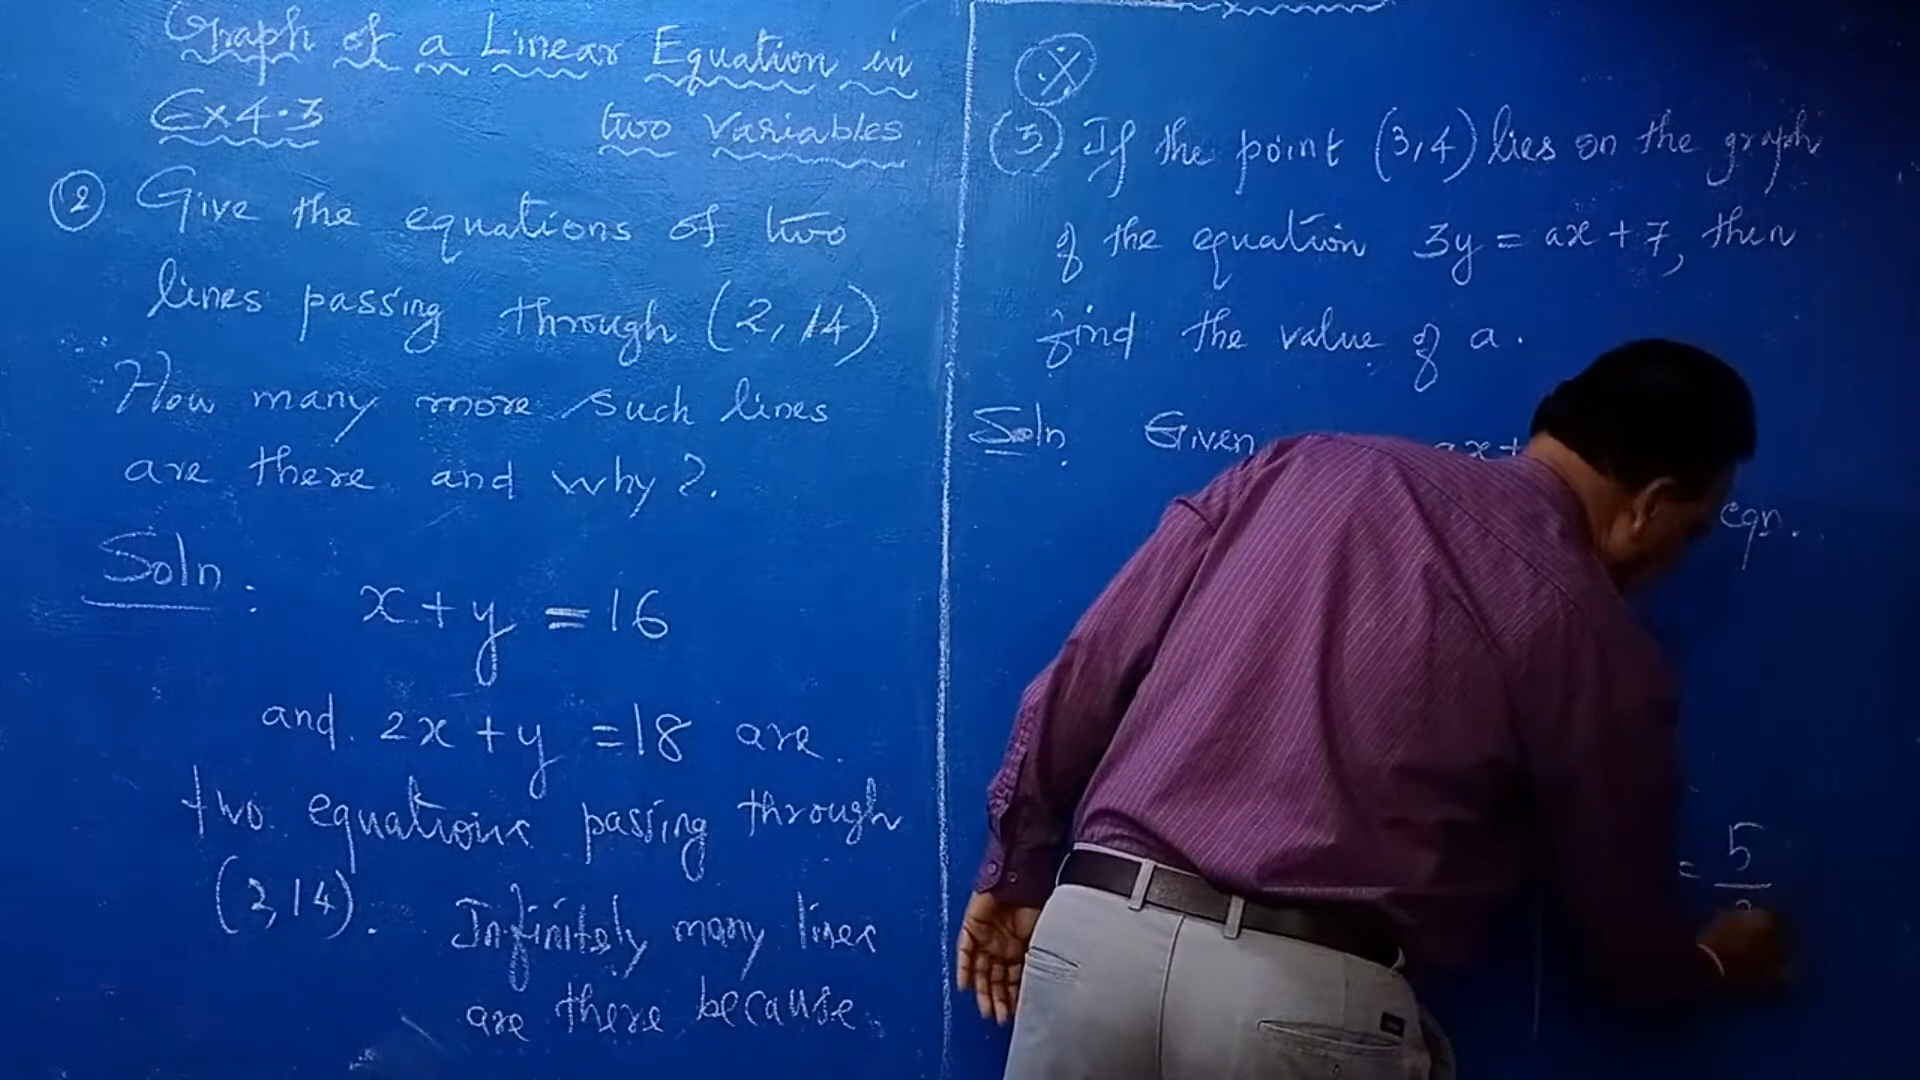 Graph of a Linear Equation in
Ex 4.3 two Variables.
② Give the equations of two
lines passing through (2, 14)
How many more such lines
are there and why?.
Soln: x + y = 16
and 2x + y = 18 are
two equations passing through
(2, 14). Infinitely many lines
are there because
(3) If the point (3, 4) lies on the graph
of the equation 3y = ax + 7, then
find the value of a.
Soln Given ax+
eqn.
= 5